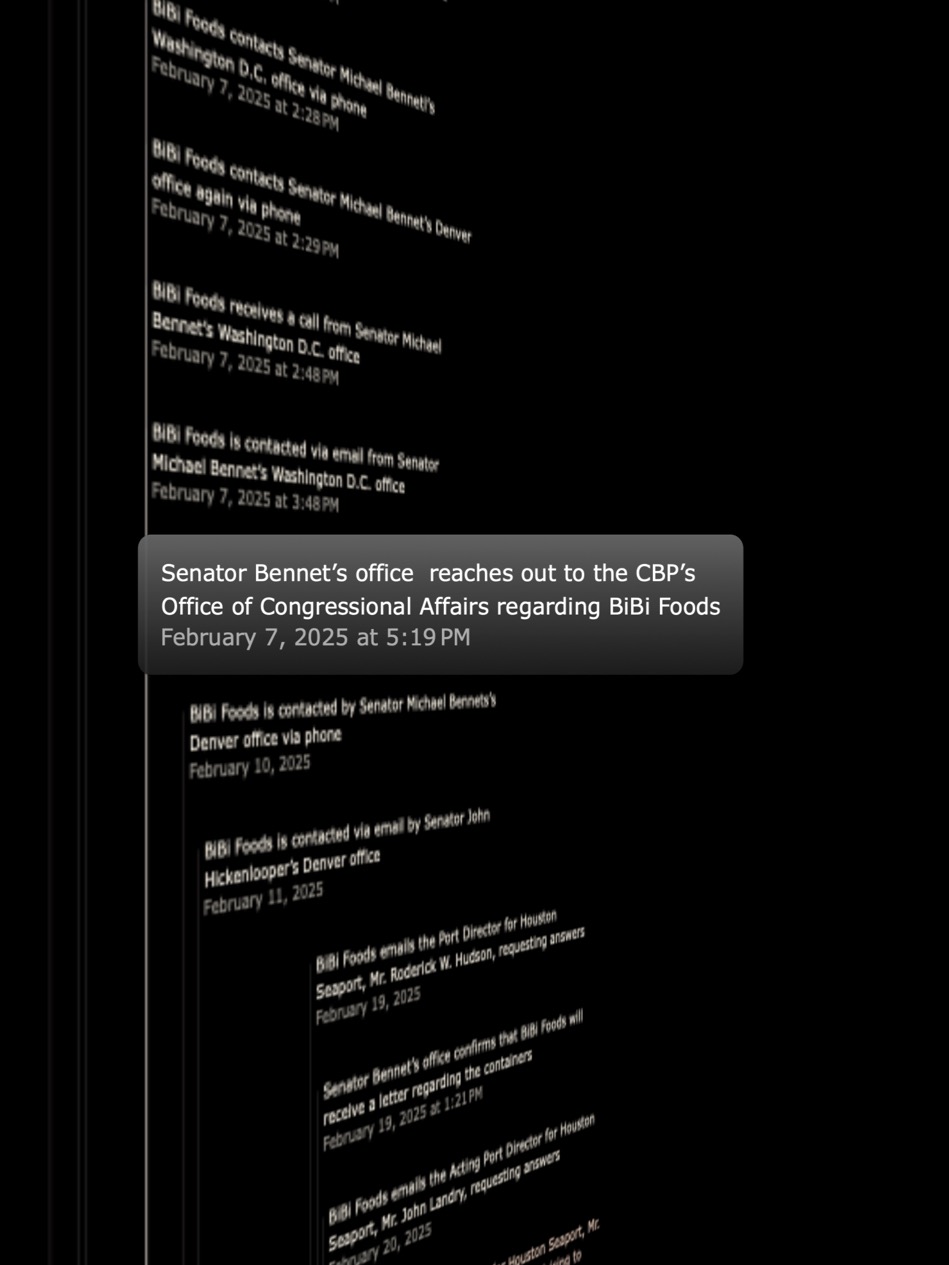 BiBi Foods contacts Senator Michael Bennett's
Washington D.C. office via phone
February 7, 2025 at 2:28 PM
BiBi Foods contacts Senator Michael Bennet's Denver
office again via phone
February 7, 2025 at 2:29 PM
BiBi Foods receives a call from Senator Michael
Bennet's Washington D.C. office
February 7, 2025 at 2:48 PM
BiBi Foods is contacted via email from Senator
Michael Bennet's Washington D.C. office
February 7, 2025 at 3:48 PM
Senator Bennet’s office  reaches out to the CBP’s
Office of Congressional Affairs regarding BiBi Foods
February 7, 2025 at 5:19 PM
BiBi Foods is contacted by Senator Michael Bennets's
Denver office via phone
February 10, 2025
BiBi Foods is contacted via email by Senator John
Hickenlooper's Denver office
February 11, 2025
BiBi Foods emails the Port Director for Houston
Seaport, Mr. Roderick W. Hudson, requesting answers
February 19, 2025
Senator Bennet's office confirms that BiBi Foods will
receive a letter regarding the containers
February 19, 2025 at 1:21 PM
BiBi Foods emails the Acting Port Director for Houston
Seaport, Mr. John Landry, requesting answers
February 20, 2025
Houston Seaport, Mr.
to